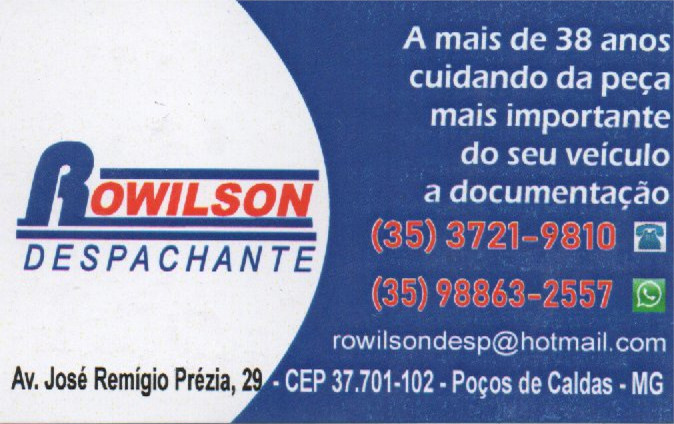 ROWILSON
DESPACHANTE
A mais de 38 anos
cuidando da peça
mais importante
do seu veículo
a documentação
(35) 3721-9810
(35) 98863-2557
rowilsondesp@hotmail.com
Av. José Remígio Prézia, 29 - CEP 37.701-102 - Poços de Caldas - MG